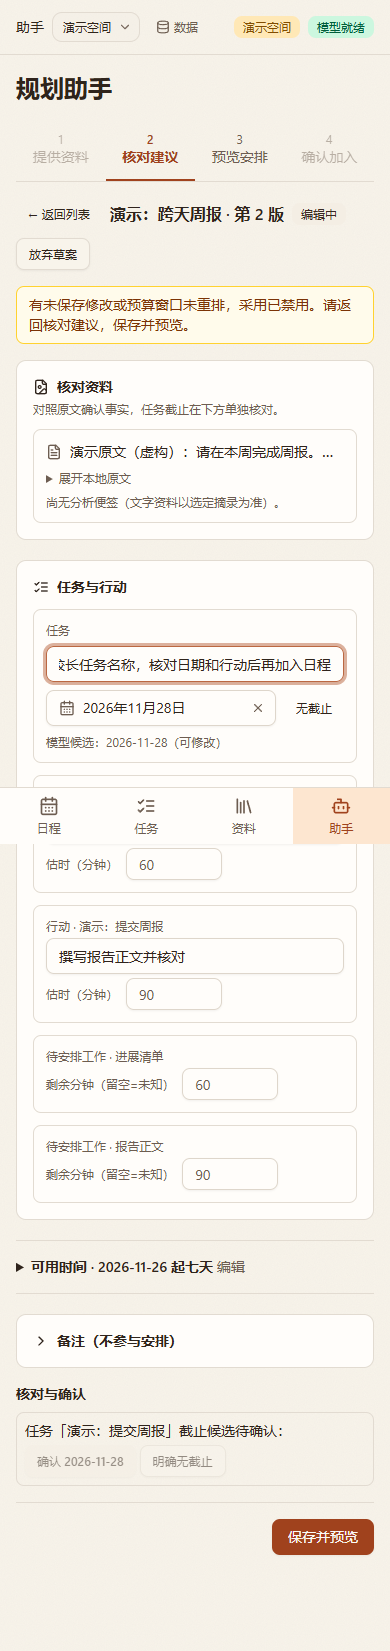 助手
演示空间
数据
演示空间
模型就绪
规划助手
1
提供资料
2
核对建议
3
预览安排
4
确认加入
← 返回列表
演示：跨天周报 · 第 2 版
编辑中
放弃草案
有未保存修改或预算窗口未重排，采用已禁用。请返
回核对建议，保存并预览。
核对资料
对照原文确认事实，任务截止在下方单独核对。
演示原文（虚构）：请在本周完成周报。...
展开本地原文
尚无分析便签（文字资料以选定摘录为准）。
任务与行动
任务
长任务名称，核对日期和行动后再加入日程
2026年11月28日
无截止
模型候选：2026-11-28（可修改）
日程
任务
资料
助手
估时（分钟）
60
行动 · 演示：提交周报
撰写报告正文并核对
估时（分钟）
90
待安排工作 · 进展清单
剩余分钟（留空=未知）
60
待安排工作 · 报告正文
剩余分钟（留空=未知）
90
可用时间 · 2026-11-26 起七天 编辑
备注（不参与安排）
核对与确认
任务「演示：提交周报」截止候选待确认：
确认 2026-11-28
明确无截止
保存并预览